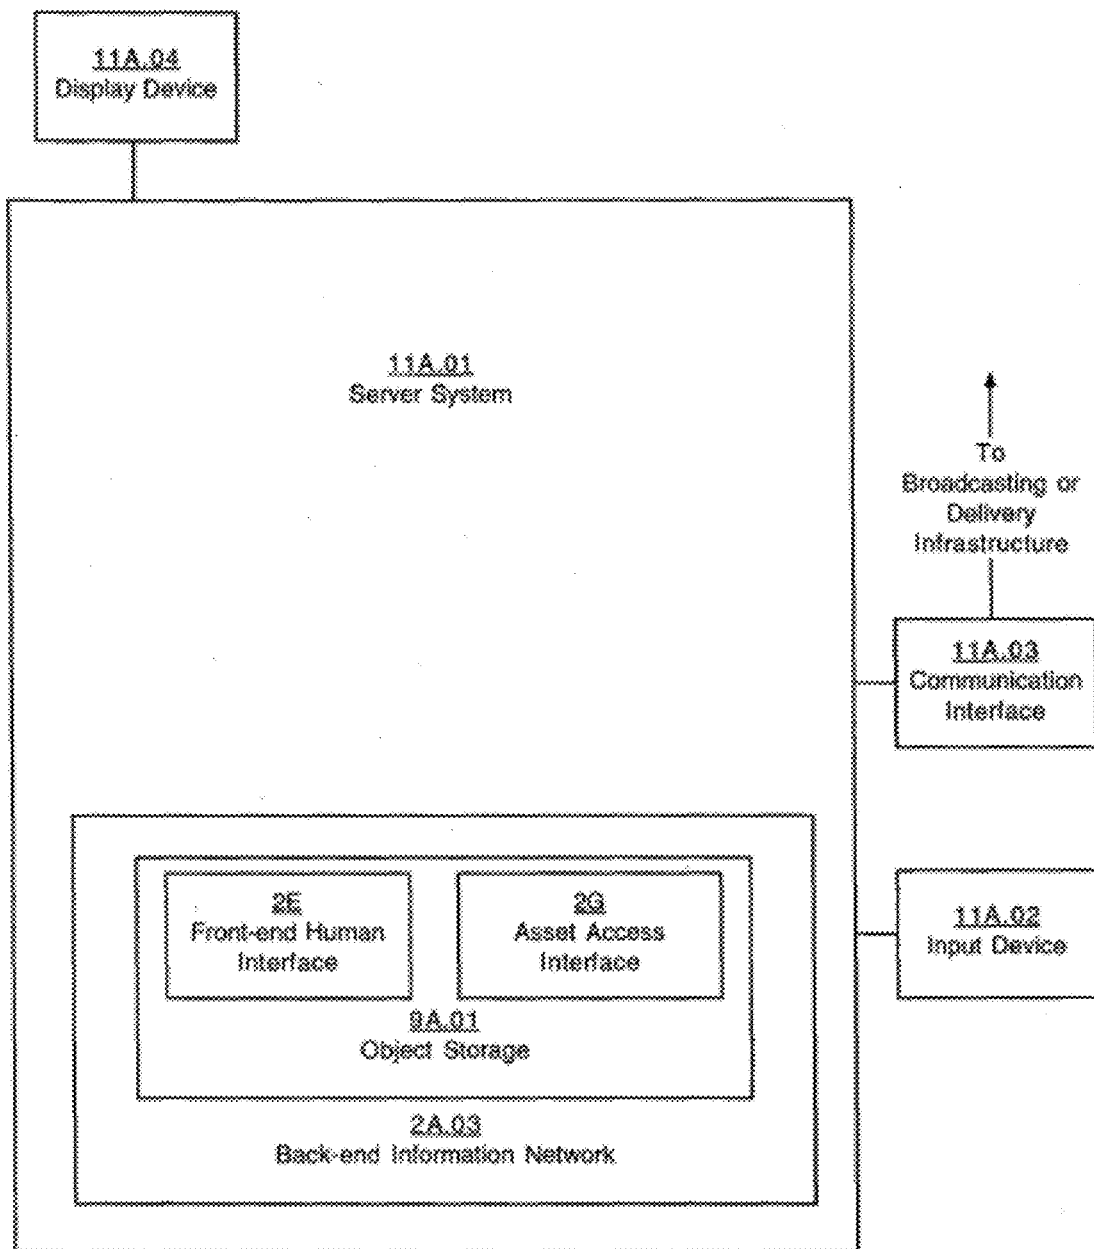 11A.04
Display Device
11A.01
Server System
To
Broadcasting or
Delivery
Infrastructure
11A.03
Communication
Interface
2E
Front-end Human
Interface
2G
Asset Access
Interface
11A.02
Input Device
9A.01
Object Storage
2A.03
Back-end Information Network